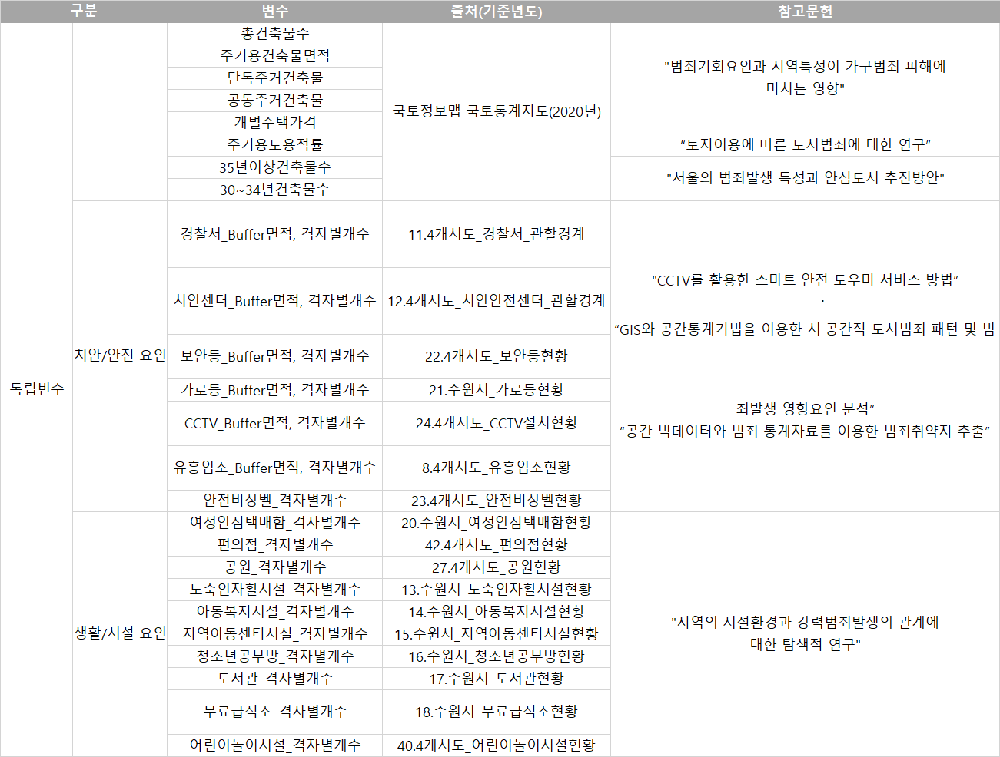 구분 변수 출처(기준년도) 참고문헌
총건축물수
주거용건축물면적
"범죄기회요인과 지역특성이 가구범죄 피해에
단독주거건축물
미치는 영향"
공동주거건축물
국토정보맵 국토통계지도(2020년)
개별주택가격
주거용도용적률 “토지이용에 따른 도시범죄에 대한 연구”
35년이상건축물수
"서울의 범죄발생 특성과 안심도시 추진방안"
30~34년건축물수
경찰서_Buffer면적, 격자별개수 11.4개시도_경찰서_관할경계
"CCTV를 활용한 스마트 안전 도우미 서비스 방법”
·
치안센터_Buffer면적, 격자별개수 12.4개시도_치안안전센터_관할경계
“GIS와 공간통계기법을 이용한 시 공간적 도시범죄 패턴 및 범
치안/안전 요인 보안등_Buffer면적, 격자별개수 22.4개시도_보안등현황
독립변수 가로등_Buffer면적, 격자별개수 21.수원시_가로등현황
죄발생 영향요인 분석”
CCTV_Buffer면적, 격자별개수 24.4개시도_CCTV설치현황
“공간 빅데이터와 범죄 통계자료를 이용한 범죄취약지 추출”
유흥업소_Buffer면적, 격자별개수 8.4개시도_유흥업소현황
안전비상벨_격자별개수 23.4개시도_안전비상벨현황
여성안심택배함_격자별개수 20.수원시_여성안심택배함현황
편의점_격자별개수 42.4개시도_편의점현황
공원_격자별개수 27.4개시도_공원현황
노숙인자활시설_격자별개수 13.수원시_노숙인자활시설현황
아동복지시설_격자별개수 14.수원시_아동복지시설현황
"지역의 시설환경과 강력범죄발생의 관계에
생활/시설 요인 지역아동센터시설_격자별개수 15.수원시_지역아동센터시설현황
대한 탐색적 연구"
청소년공부방_격자별개수 16.수원시_청소년공부방현황
도서관_격자별개수 17.수원시_도서관현황
무료급식소_격자별개수 18.수원시_무료급식소현황
어린이놀이시설_격자별개수 40.4개시도_어린이놀이시설현황